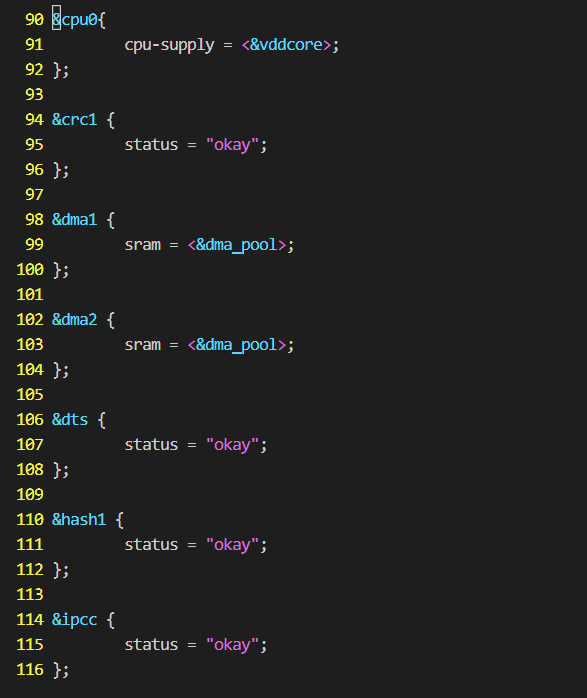 90 &cpu0{
91         cpu-supply = <&vddcore>;
92 };
93
94 &crc1 {
95         status = "okay";
96 };
97
98 &dma1 {
99         sram = <&dma_pool>;
100 };
101
102 &dma2 {
103         sram = <&dma_pool>;
104 };
105
106 &dts {
107         status = "okay";
108 };
109
110 &hash1 {
111         status = "okay";
112 };
113
114 &ipcc {
115         status = "okay";
116 };